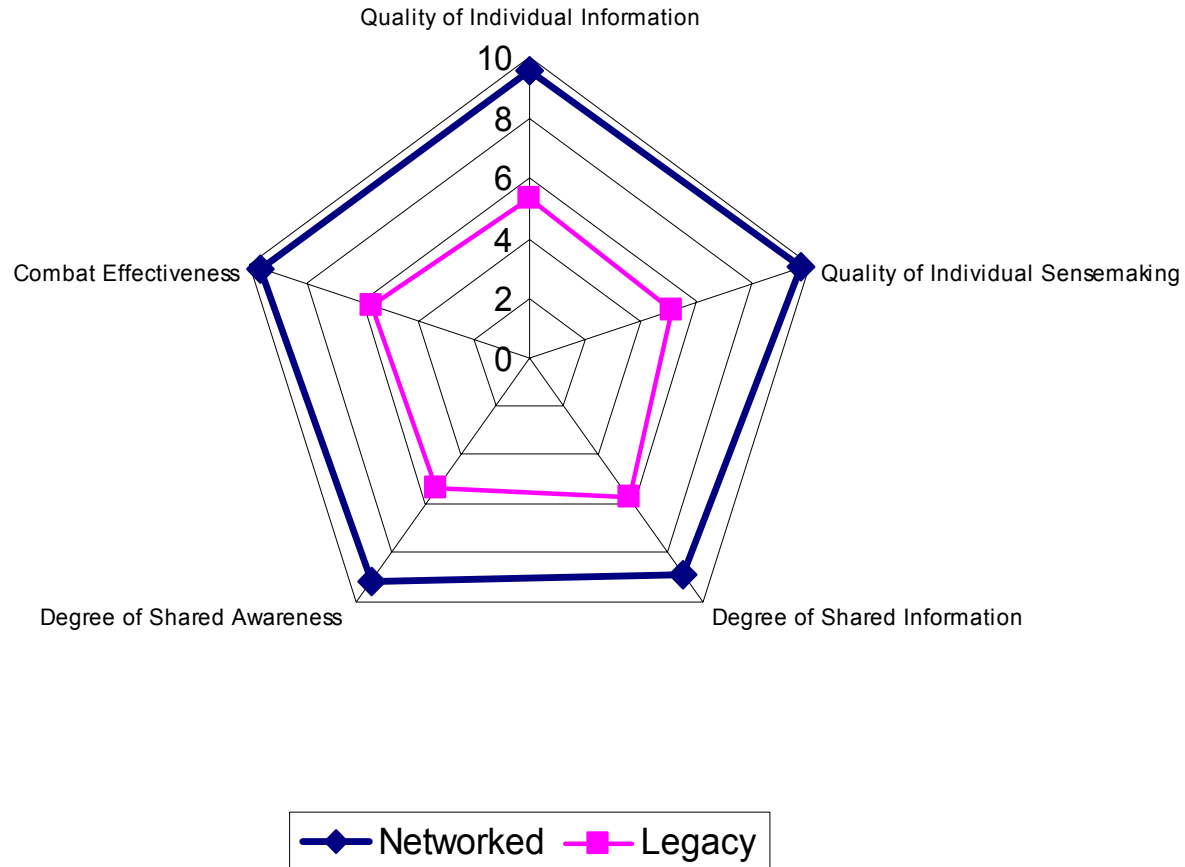 Quality of Individual Information
10
8
6
4
2
0
Combat Effectiveness
Quality of Individual Sensemaking
Degree of Shared Awareness
Degree of Shared Information
Networked
Legacy